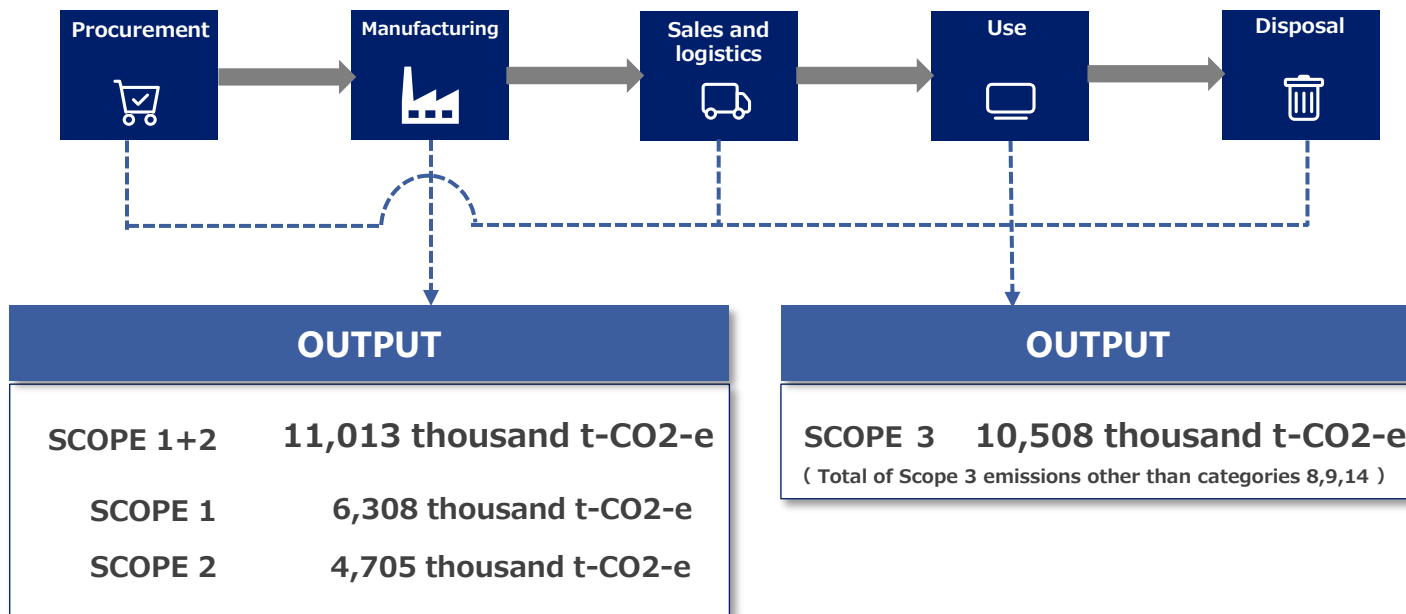 Procurement
Manufacturing
Sales and
logistics
Use
Disposal
OUTPUT
SCOPE 1+2 11,013 thousand t-CO2-e
SCOPE 1 6,308 thousand t-CO2-e
SCOPE 2 4,705 thousand t-CO2-e
OUTPUT
SCOPE 3 10,508 thousand t-CO2-e
( Total of Scope 3 emissions other than categories 8,9,14 )